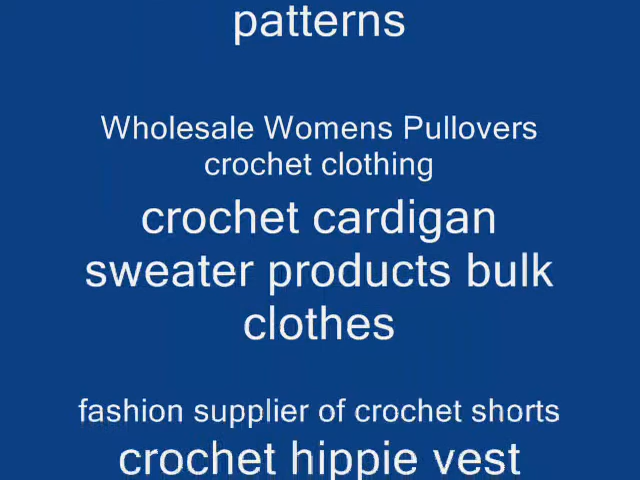 patterns
Wholesale Womens Pullovers
crochet clothing
crochet cardigan
sweater products bulk
clothes
fashion supplier of crochet shorts
crochet hippie vest